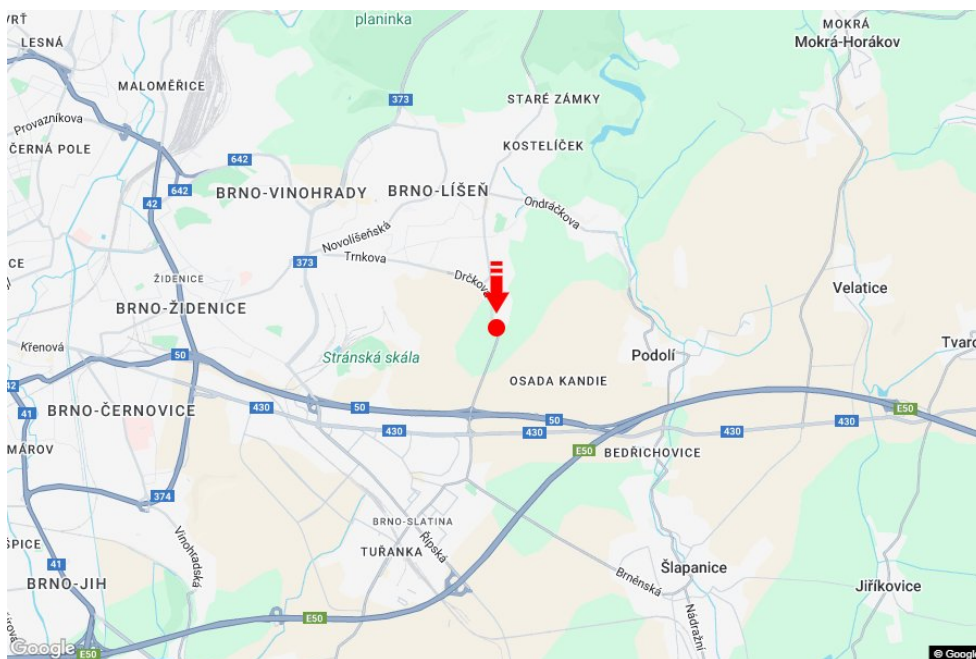 planinka
VRŤ
LESNÁ
MALOMĚŘICE
Provazníkova
ČERNÁ POLE
373
STARÉ ZÁMKY
KOSTELÍČEK
MOKRÁ
Mokrá-Horákov
642
642
42
BRNO-VINOHRADY
BRNO-LÍŠEŇ
Ondráčkova
Novolíšeňská
373
Trnkova
Drčkova
CE
ŽIDENICE
BRNO-ŽIDENICE
Velatice
Křenová
50
Stránská skála
Podolí
Tvaro
OSADA KANDIE
42
41
BRNO-ČERNOVICE
430
50
430
430
50
430
430
E50
E50
MÁROV
BEDŘICHOVICE
374
BRNO-SLATINA
TUŘANKA
Řipská
Vinohradská
ŠPICE
41
BRNO-JIH
Šlapanice
Brněnská
Nádražní
Jiříkovice
E50
E50
Google
© Googl